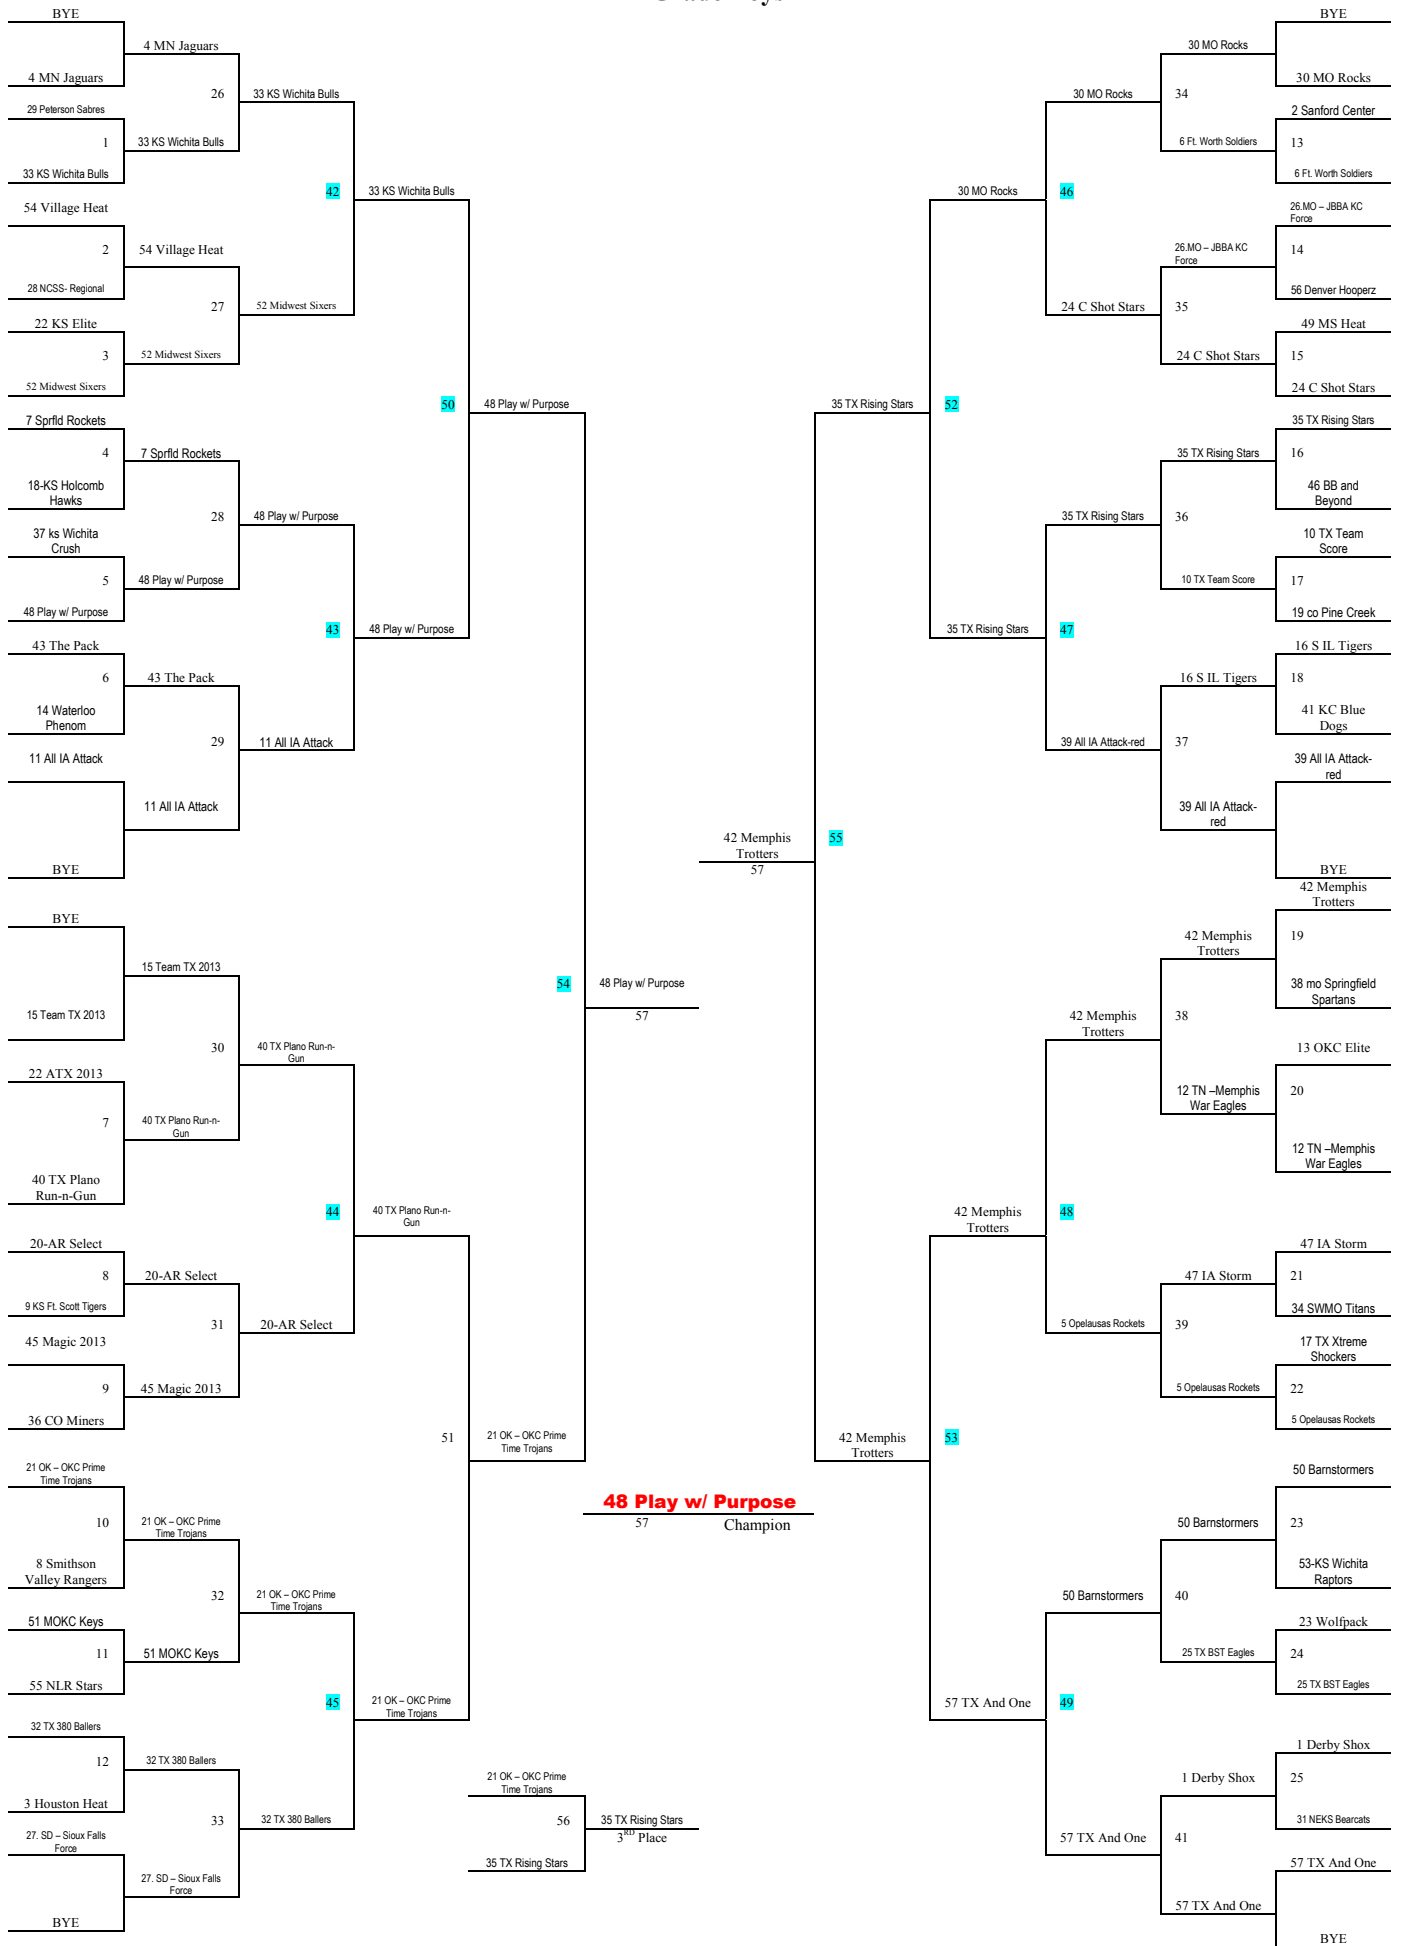 BYE
4 MN Jaguars
4 MN Jaguars
26
33 KS Wichita Bulls
29 Peterson Sabres
1
33 KS Wichita Bulls
33 KS Wichita Bulls
42
33 KS Wichita Bulls
54 Village Heat
2
54 Village Heat
28 NCSS- Regional
27
52 Midwest Sixers
22 KS Elite
3
52 Midwest Sixers
52 Midwest Sixers
50
48 Play w/ Purpose
7 Sprfld Rockets
4
7 Sprfld Rockets
18-KS Holcomb
Hawks
28
48 Play w/ Purpose
37 ks Wichita
Crush
5
48 Play w/ Purpose
48 Play w/ Purpose
43
48 Play w/ Purpose
43 The Pack
6
43 The Pack
14 Waterloo
Phenom
29
11 All IA Attack
11 All IA Attack
11 All IA Attack
BYE
BYE
15 Team TX 2013
15 Team TX 2013
54
48 Play w/ Purpose
57
30
40 TX Plano Run-n-
Gun
22 ATX 2013
7
40 TX Plano Run-n-
Gun
40 TX Plano
Run-n-Gun
44
40 TX Plano Run-n-
Gun
20-AR Select
8
20-AR Select
9 KS Ft. Scott Tigers
31
20-AR Select
45 Magic 2013
9
45 Magic 2013
36 CO Miners
51
21 OK – OKC Prime
Time Trojans
21 OK – OKC Prime
Time Trojans
10
21 OK – OKC Prime
Time Trojans
8 Smithson
Valley Rangers
32
21 OK – OKC Prime
Time Trojans
51 MOKC Keys
11
51 MOKC Keys
55 NLR Stars
45
21 OK – OKC Prime
Time Trojans
32 TX 380 Ballers
12
32 TX 380 Ballers
3 Houston Heat
33
32 TX 380 Ballers
27. SD – Sioux Falls
Force
27. SD – Sioux Falls
Force
BYE
21 OK – OKC Prime
Time Trojans
56
35 TX Rising Stars
3RD Place
35 TX Rising Stars
48 Play w/ Purpose
57
Champion
42 Memphis
Trotters
57
55
BYE
30 MO Rocks
30 MO Rocks
30 MO Rocks
34
2 Sanford Center
6 Ft. Worth Soldiers
13
6 Ft. Worth Soldiers
30 MO Rocks
46
26.MO – JBBA KC
Force
26.MO – JBBA KC
Force
14
56 Denver Hooperz
24 C Shot Stars
35
49 MS Heat
24 C Shot Stars
15
24 C Shot Stars
35 TX Rising Stars
52
35 TX Rising Stars
35 TX Rising Stars
16
46 BB and
Beyond
35 TX Rising Stars
36
10 TX Team
Score
10 TX Team Score
17
19 co Pine Creek
35 TX Rising Stars
47
16 S IL Tigers
16 S IL Tigers
18
41 KC Blue
Dogs
39 All IA Attack-red
37
39 All IA Attack-
red
39 All IA Attack-
red
BYE
42 Memphis
Trotters
42 Memphis
Trotters
19
38 mo Springfield
Spartans
42 Memphis
Trotters
38
13 OKC Elite
12 TN –Memphis
War Eagles
20
12 TN –Memphis
War Eagles
42 Memphis
Trotters
48
47 IA Storm
47 IA Storm
21
34 SWMO Titans
5 Opelausas Rockets
39
17 TX Xtreme
Shockers
5 Opelausas Rockets
22
5 Opelausas Rockets
42 Memphis
Trotters
53
50 Barnstormers
50 Barnstormers
23
53-KS Wichita
Raptors
50 Barnstormers
40
23 Wolfpack
25 TX BST Eagles
24
25 TX BST Eagles
57 TX And One
49
1 Derby Shox
1 Derby Shox
25
31 NEKS Bearcats
57 TX And One
41
57 TX And One
57 TX And One
BYE